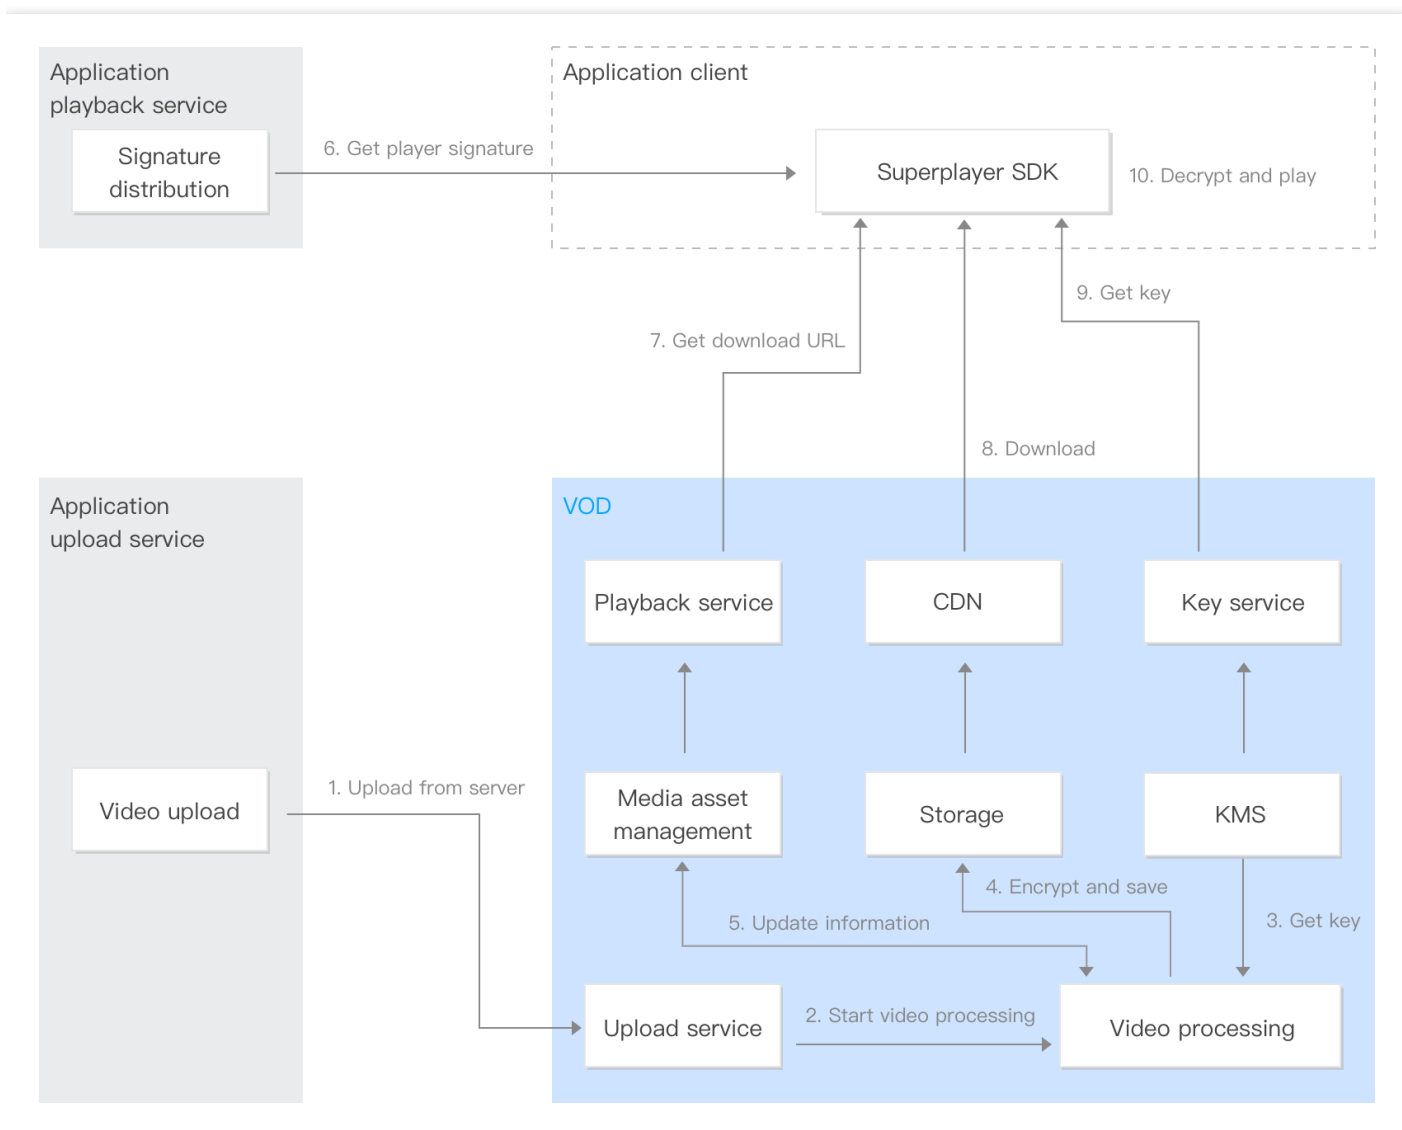 Application
playback service
Signature
distribution
6. Get player signature
Application client
Superplayer SDK
10. Decrypt and play
7. Get download URL
8. Download
9. Get key
Application
upload service
Video upload
1. Upload from server
VOD
Playback service
CDN
Key service
Media asset
management
Storage
KMS
4. Encrypt and save
5. Update information
3. Get key
Upload service
2. Start video processing
Video processing